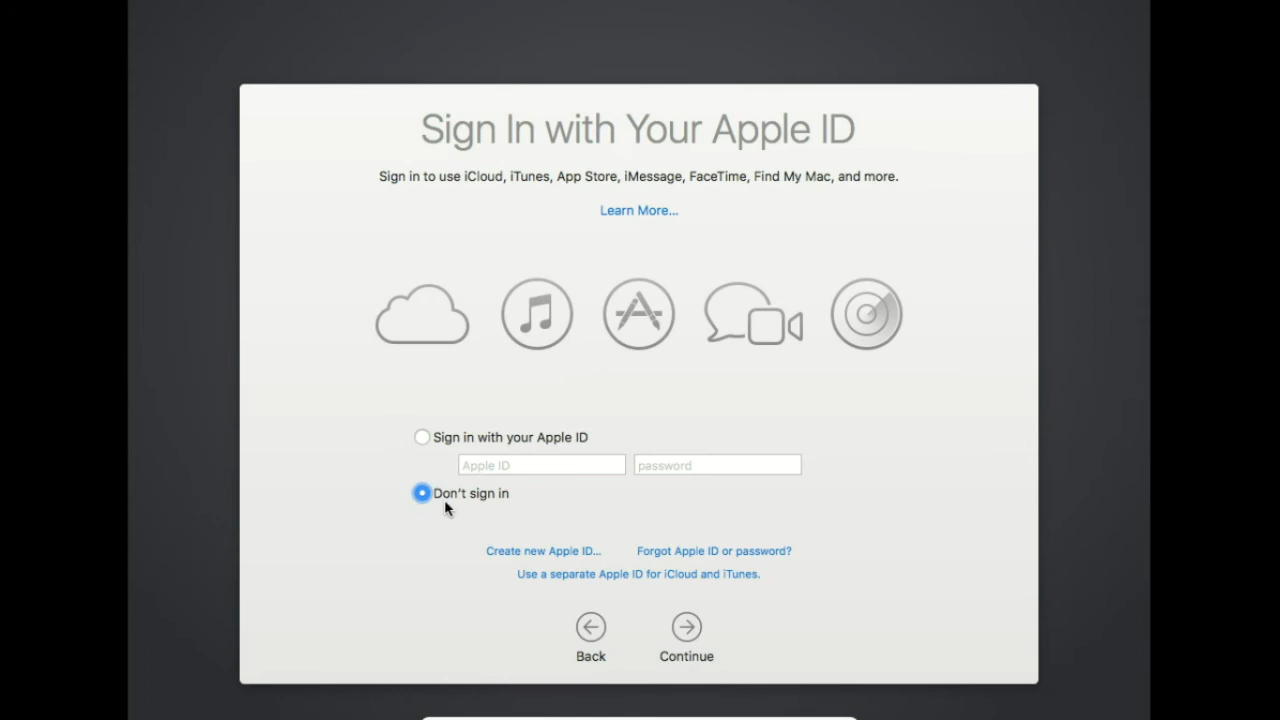 Sign In with Your Apple ID
Sign in to use iCloud, iTunes, App Store, iMessage, FaceTime, Find My Mac, and more.
Learn More...
Sign in with your Apple ID
Apple ID password
Don't sign in
Create new Apple ID... Forgot Apple ID or password?
Use a separate Apple ID for iCloud and iTunes.
Back Continue